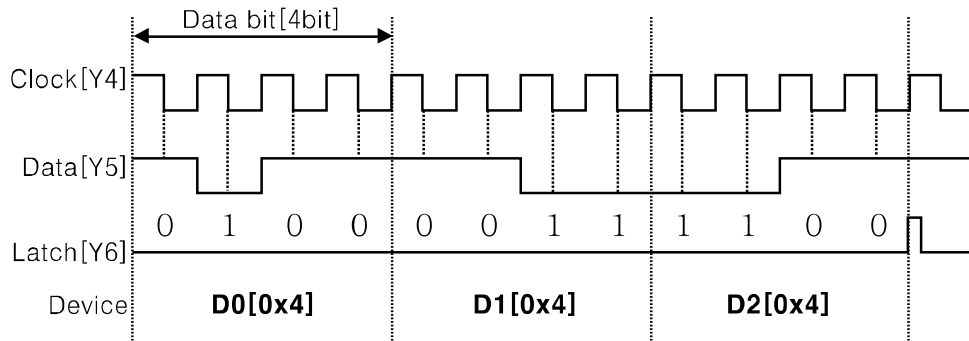 Data bit[4bit]
Clock[Y4]
Data[Y5]
0 1 0 0 0 0 1 1 1 1 0 0
Latch[Y6]
Device D0[0x4] D1[0x4] D2[0x4]